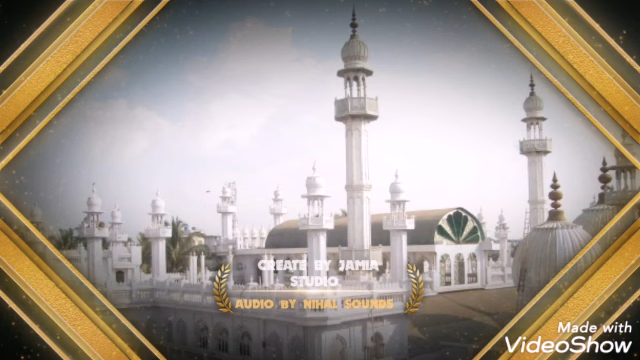 CREATE BY JAMIA
STUDIO
AUDIO BY NIHAL SOUNDS
Made with
VideoShow